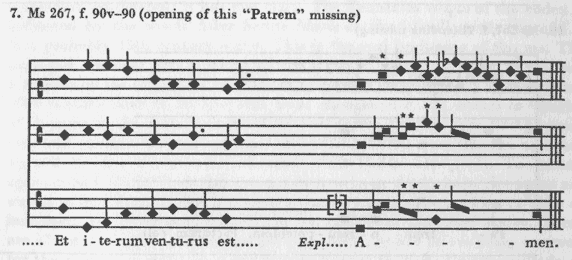 7. Ms 267, f. 90v–90 (opening of this "Patrem" missing)
[b]
..... Et i - te-rum ven-tu-rus est..... Expl..... A - - - - men.